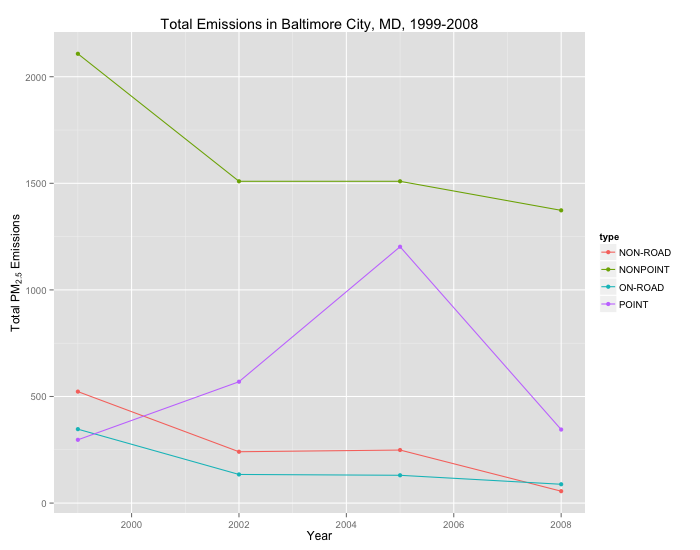 Total Emissions in Baltimore City, MD, 1999-2008
Total PM2.5 Emissions
2000
1500
1000
500
0
2000
2002
2004
2006
2008
Year
type
NON-ROAD
NONPOINT
ON-ROAD
POINT